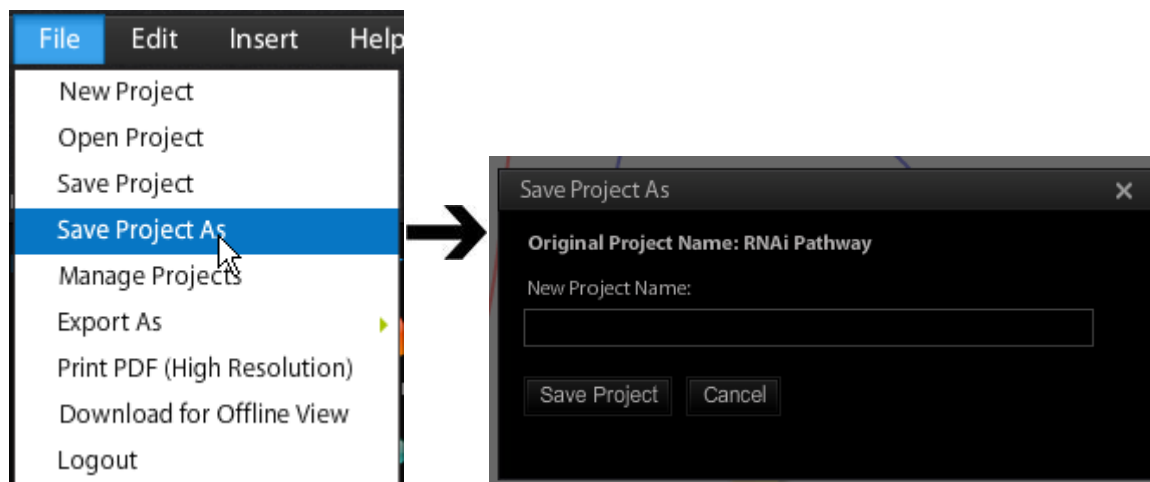 File Edit Insert Help
New Project
Open Project
Save Project
Save Project As
Manage Projects
Export As
Print PDF (High Resolution)
Download for Offline View
Logout
Save Project As
Original Project Name: RNAi Pathway
New Project Name:
Save Project Cancel